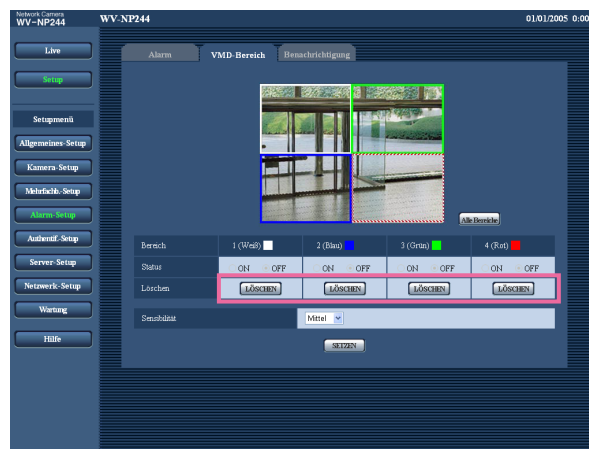 Network Camera
WV-NP244
WV-NP244
01/01/2005 0:00
Live
Setup
Setupmenü
Allgemeines-Setup
Kamera-Setup
Mehrfachb.-Setup
Alarm-Setup
Authentif.-Setup
Server-Setup
Netzwerk-Setup
Wartung
Hilfe
Alarm VMD-Bereich Benachrichtigung
Alle Bereiche
Bereich 1 (Weiß) 2 (Blau) 3 (Grün) 4 (Rot)
Status ON OFF ON OFF ON OFF ON OFF
Löschen LÖSCHEN LÖSCHEN LÖSCHEN LÖSCHEN
Sensibilität Mittel
SETZEN